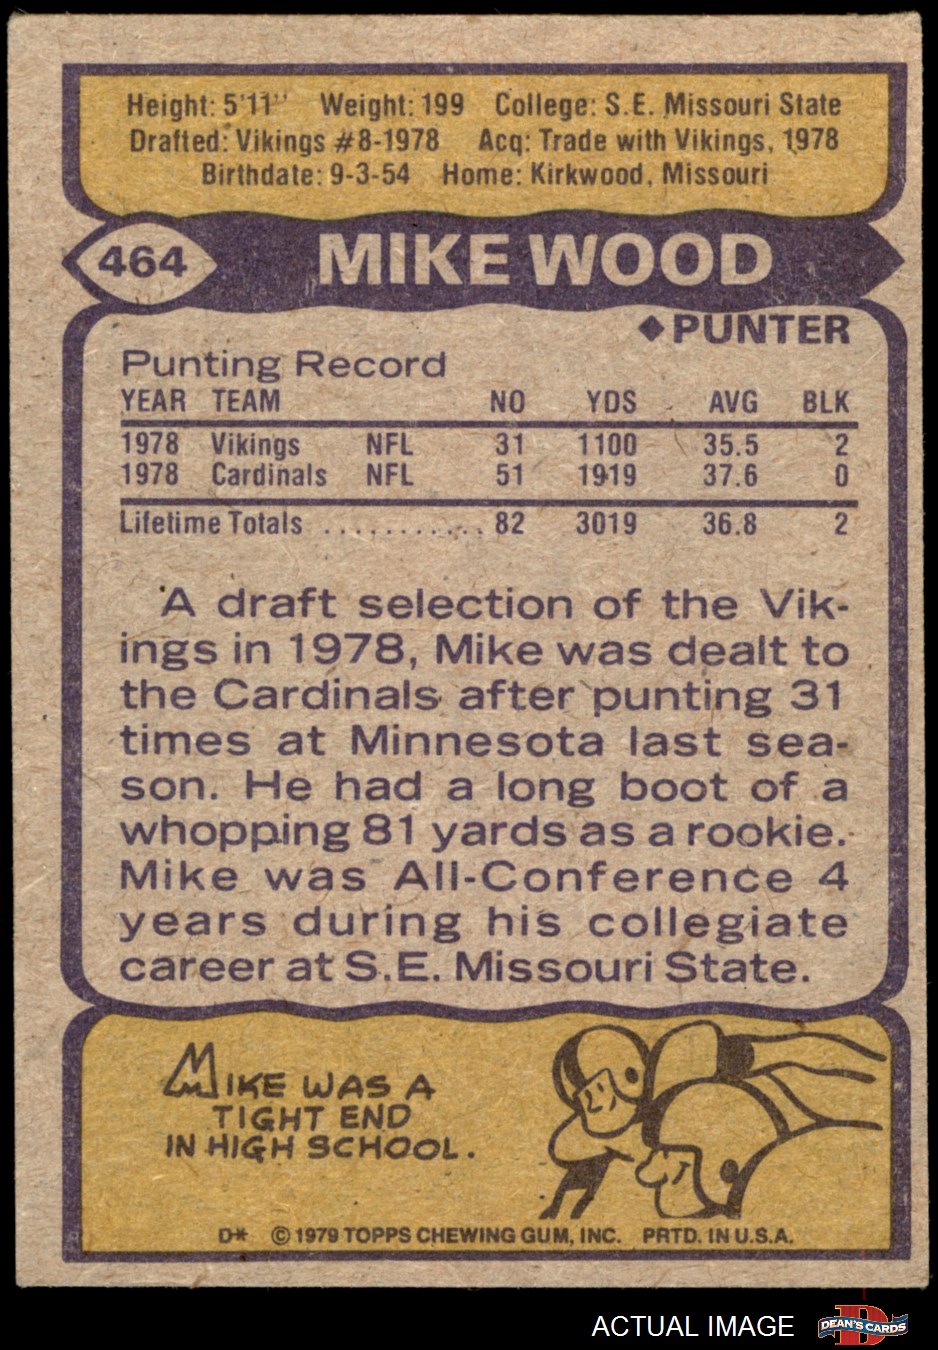 Height: 5'11" Weight: 199 College: S.E. Missouri State
Drafted: Vikings #8-1978 Acq: Trade with Vikings, 1978
Birthdate: 9-3-54 Home: Kirkwood, Missouri
464 MIKE WOOD
◆PUNTER
Punting Record
YEAR TEAM NO YDS AVG BLK
1978 Vikings NFL 31 1100 35.5 2
1978 Cardinals NFL 51 1919 37.6 0
Lifetime Totals ........... 82 3019 36.8 2
A draft selection of the Vik-
ings in 1978, Mike was dealt to
the Cardinals after punting 31
times at Minnesota last sea-
son. He had a long boot of a
whopping 81 yards as a rookie.
Mike was All-Conference 4
years during his collegiate
career at S.E. Missouri State.
MIKE WAS A
TIGHT END
IN HIGH SCHOOL.
D* © 1979 TOPPS CHEWING GUM, INC. PRTD. IN U.S.A.
ACTUAL IMAGE D DEAN'S CARDS